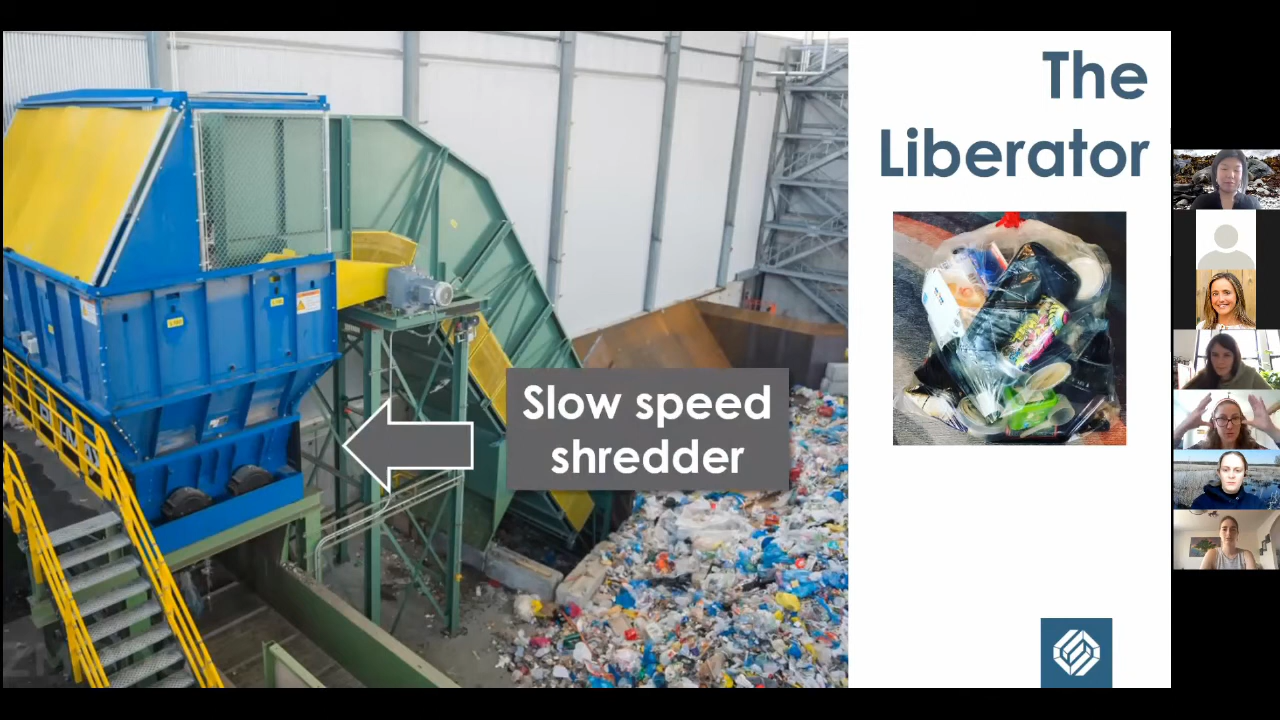 The
Liberator
Slow speed
shredder